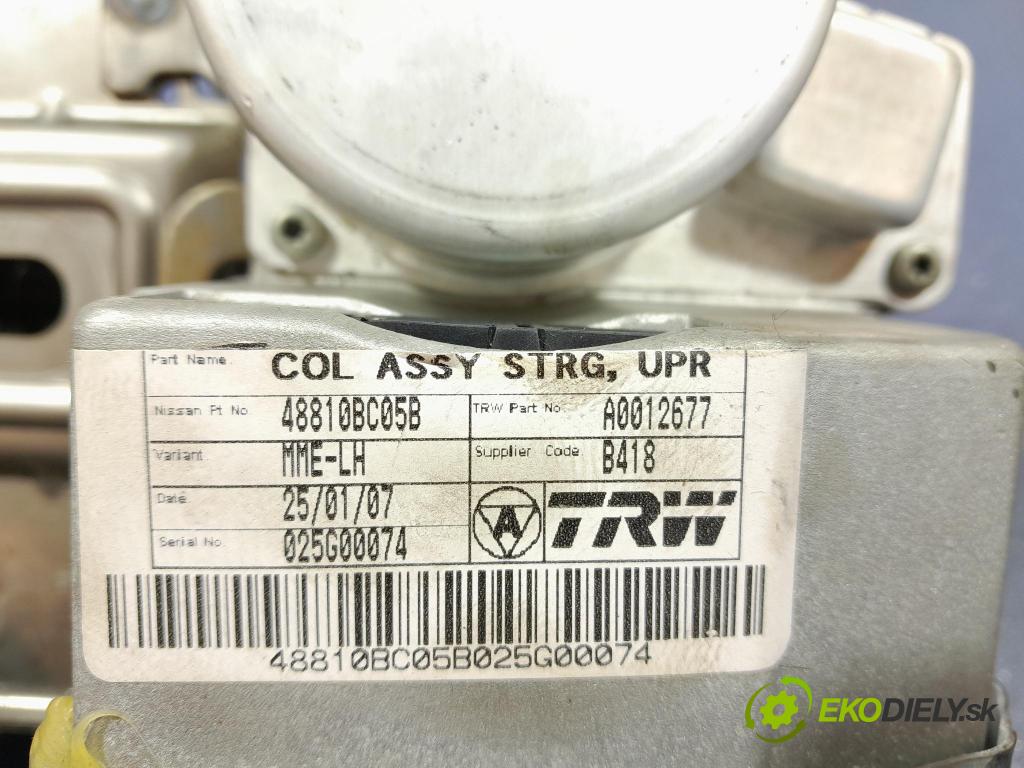 Part Name. COL ASSY STRG, UPR
Nissan Pt No. 48810BC05B TRW Part No. A0012677
Variant. MME-LH Supplier Code B418
Date. 25/01/07
Serial No. 025G00074
A TRW
48810BC05B025G00074
EKODIELY.sk